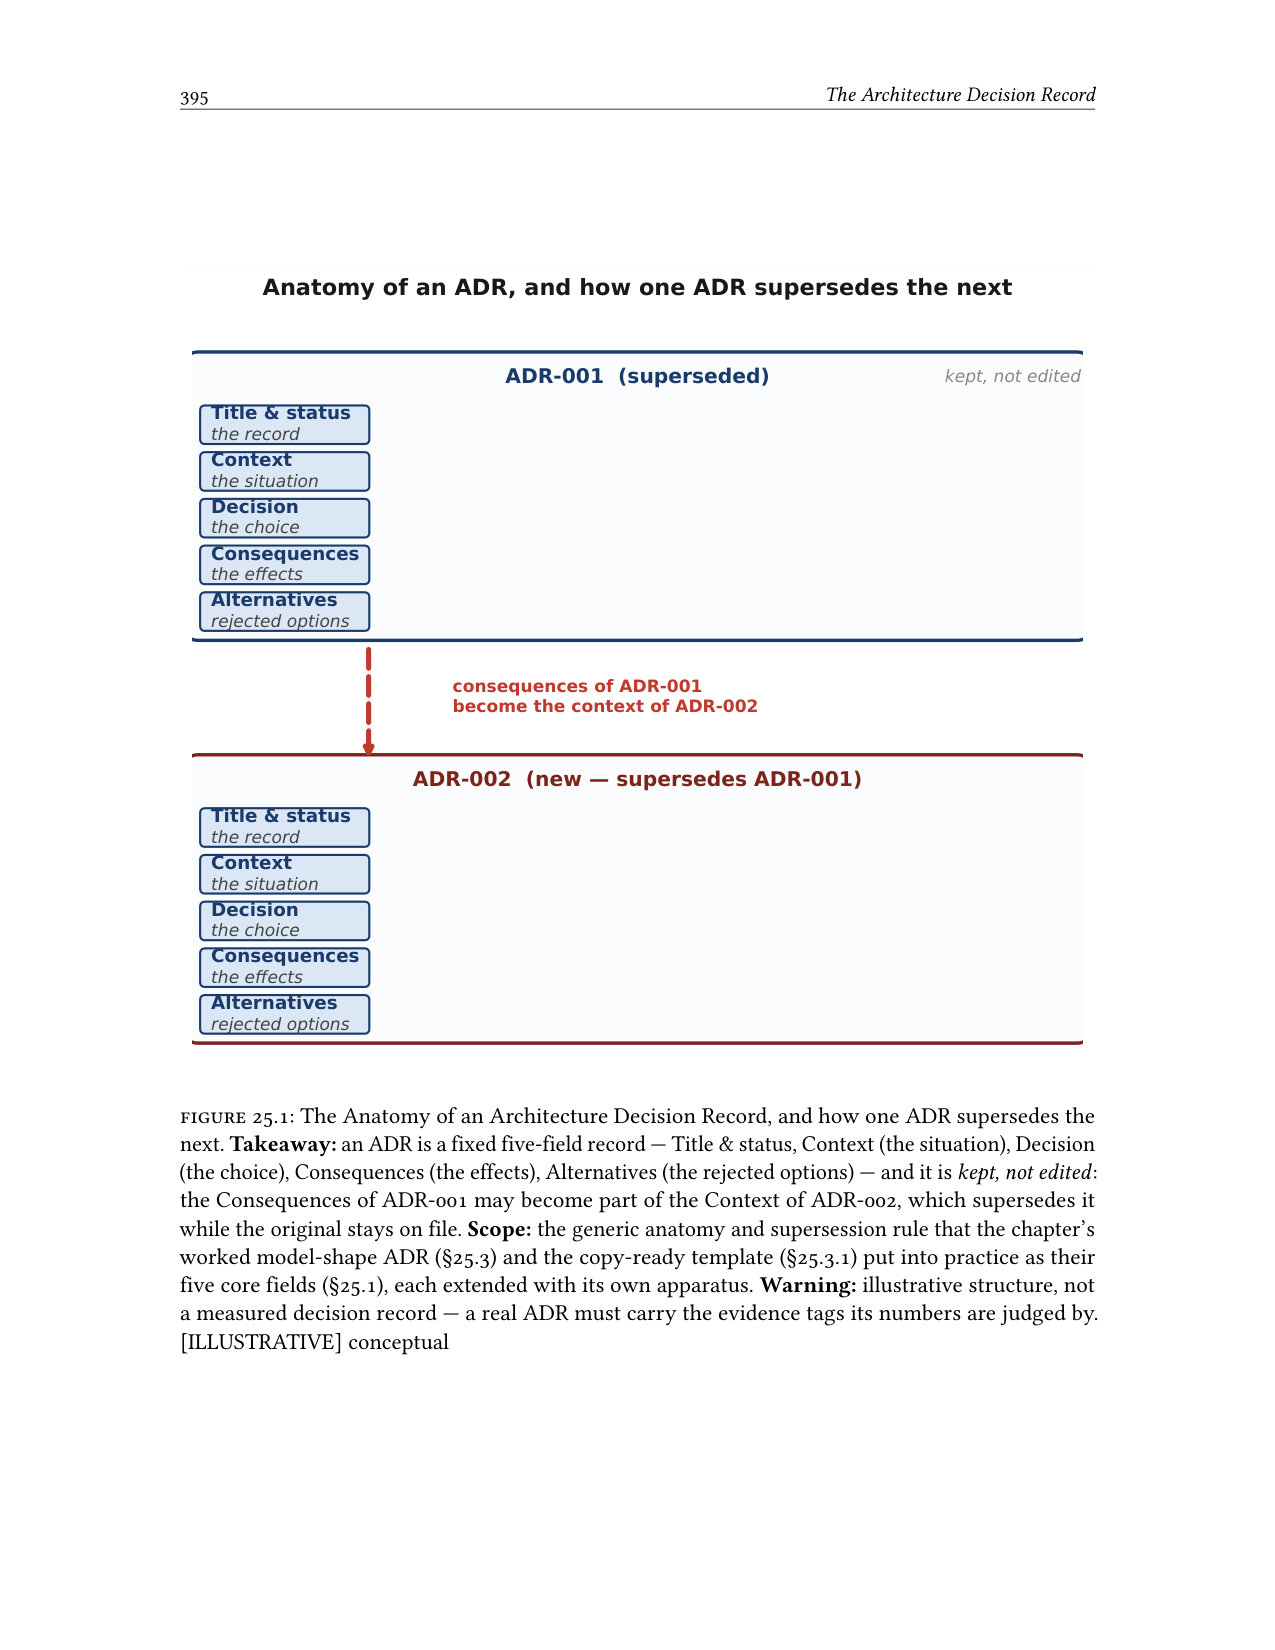 395
The Architecture Decision Record
Anatomy of an ADR, and how one ADR supersedes the next
ADR-001 (superseded)
kept, not edited
Title & status
the record
Context
the situation
Decision
the choice
Consequences
the effects
Alternatives
rejected options
consequences of ADR-001
become the context of ADR-002
ADR-002 (new — supersedes ADR-001)
Title & status
the record
Context
the situation
Decision
the choice
Consequences
the effects
Alternatives
rejected options
FIGURE 25.1: The Anatomy of an Architecture Decision Record, and how one ADR supersedes the
next. Takeaway: an ADR is a fixed five-field record — Title & status, Context (the situation), Decision
(the choice), Consequences (the effects), Alternatives (the rejected options) — and it is kept, not edited:
the Consequences of ADR-001 may become part of the Context of ADR-002, which supersedes it
while the original stays on file. Scope: the generic anatomy and supersession rule that the chapter's
worked model-shape ADR (§25.3) and the copy-ready template (§25.3.1) put into practice as their
five core fields (§25.1), each extended with its own apparatus. Warning: illustrative structure, not
a measured decision record — a real ADR must carry the evidence tags its numbers are judged by.
[ILLUSTRATIVE] conceptual